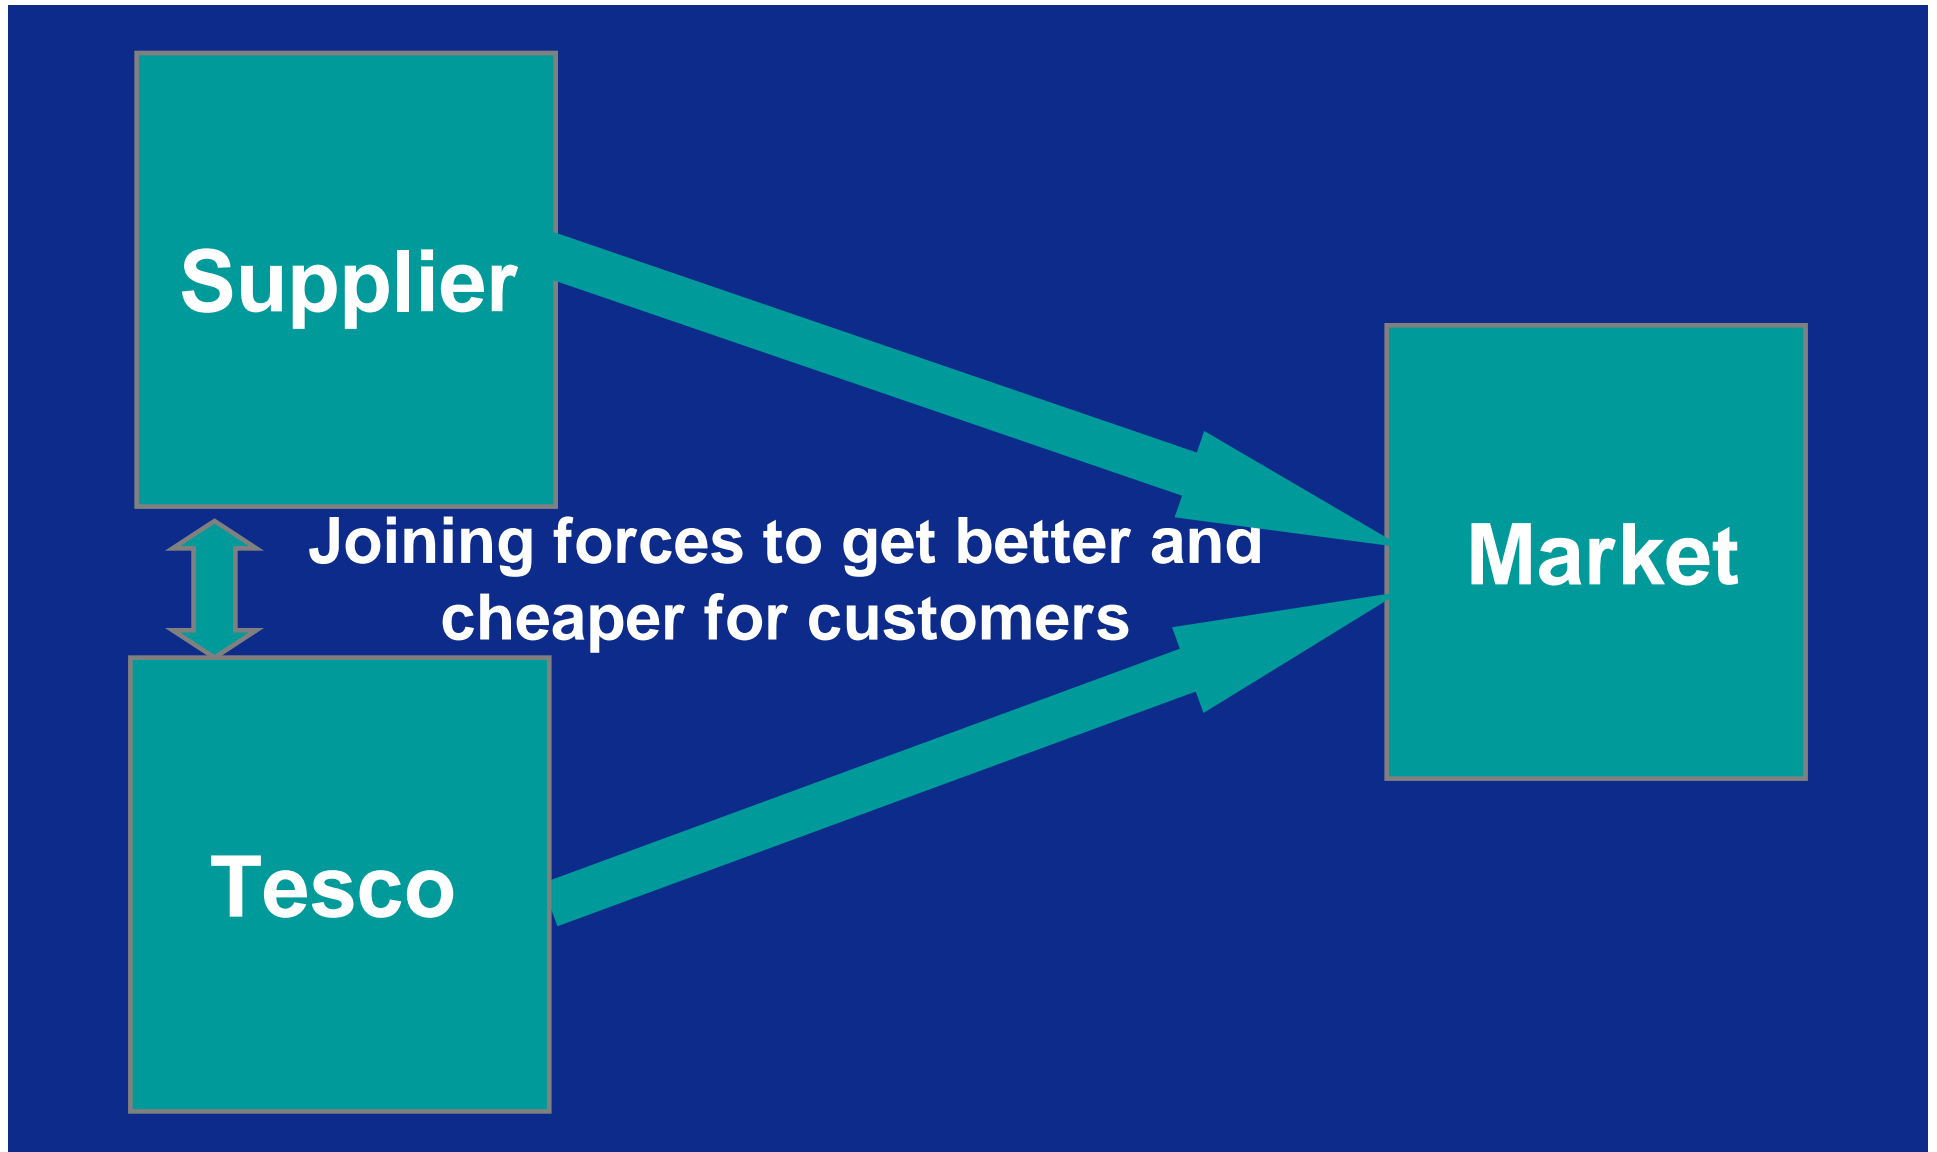 Supplier
Joining forces to get better and
cheaper for customers
Market
Tesco